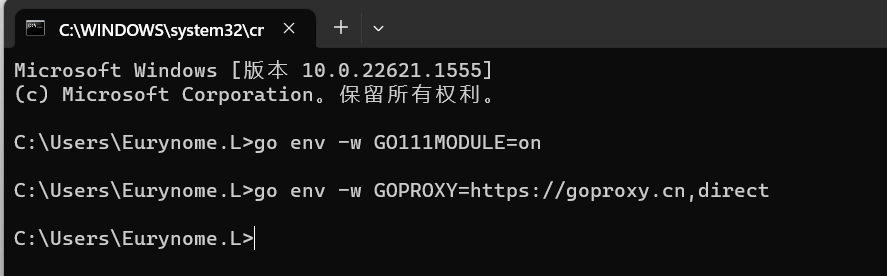 C:\WINDOWS\system32\cr
Microsoft Windows [版本 10.0.22621.1555]
(c) Microsoft Corporation。保留所有权利。
C:\Users\Eurynome.L>go env -w GO111MODULE=on
C:\Users\Eurynome.L>go env -w GOPROXY=https://goproxy.cn,direct
C:\Users\Eurynome.L>